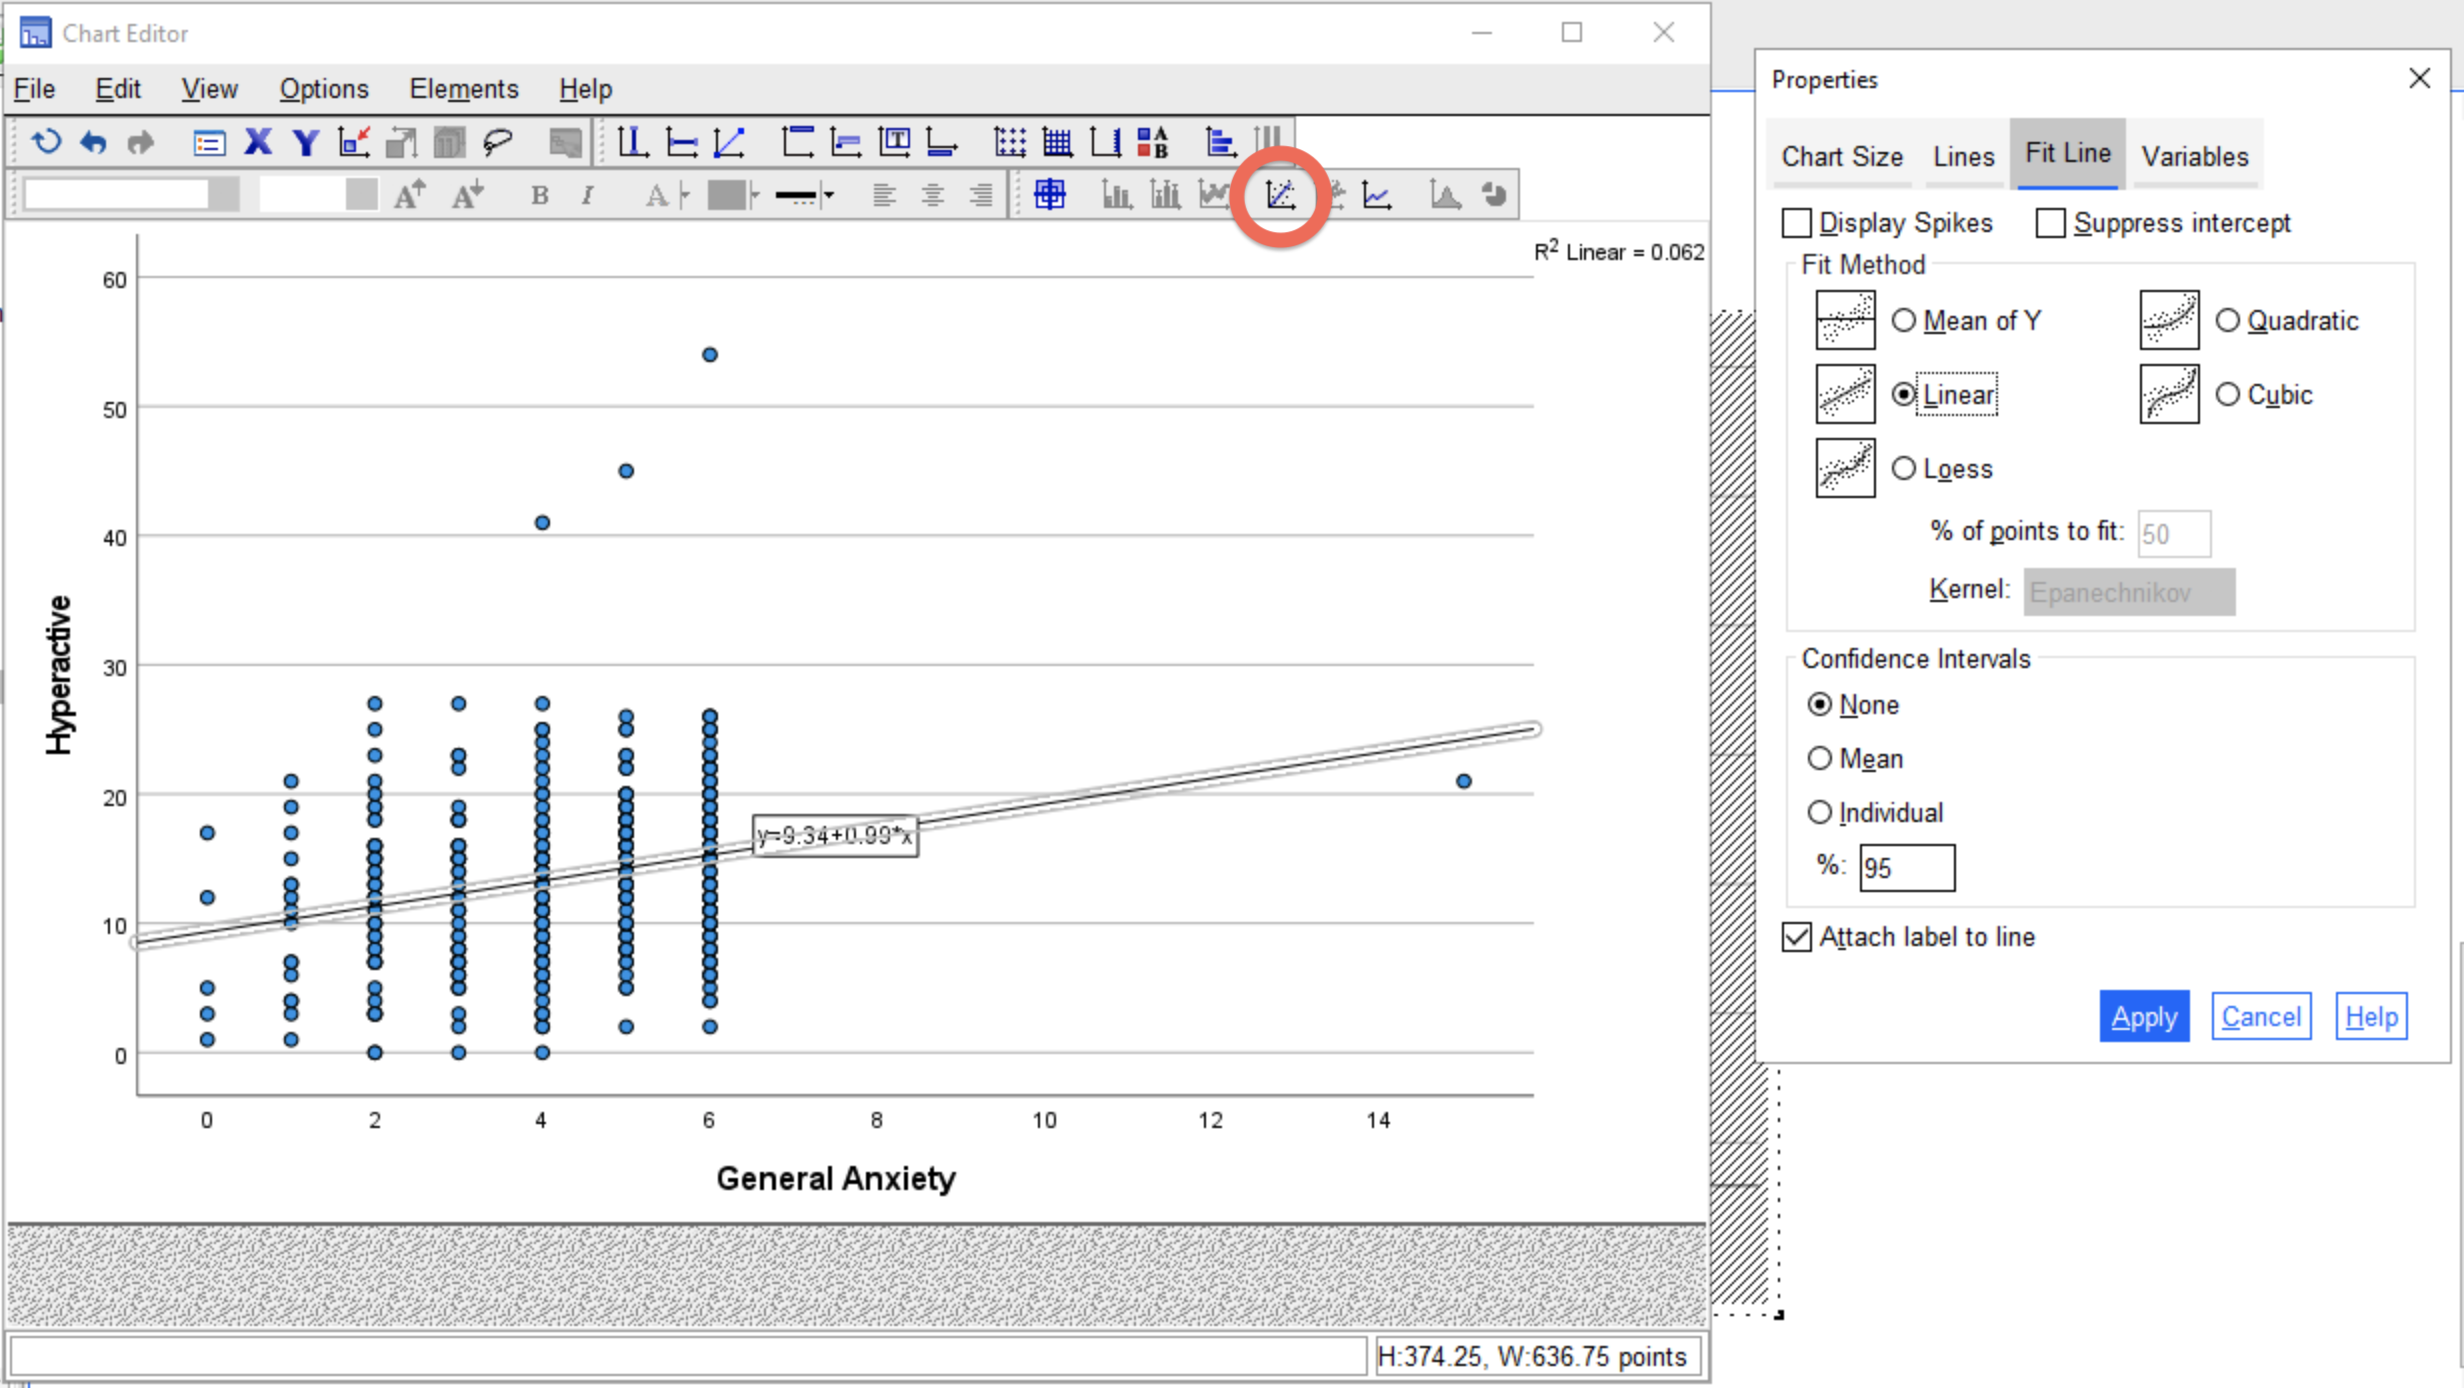 Chart Editor
File Edit View Options Elements Help
X Y T A B
A A B I A
R² Linear = 0.062
60
50
40
30
20
10
0
Hyperactive
y=9.34+0.99*x
0 2 4 6 8 10 12 14
General Anxiety
H:374.25, W:636.75 points
Properties
Chart Size Lines Fit Line Variables
Display Spikes Suppress intercept
Fit Method
Mean of Y Quadratic
Linear Cubic
Loess
% of points to fit: 50
Kernel: Epanechnikov
Confidence Intervals
None
Mean
Individual
%: 95
Attach label to line
Apply Cancel Help